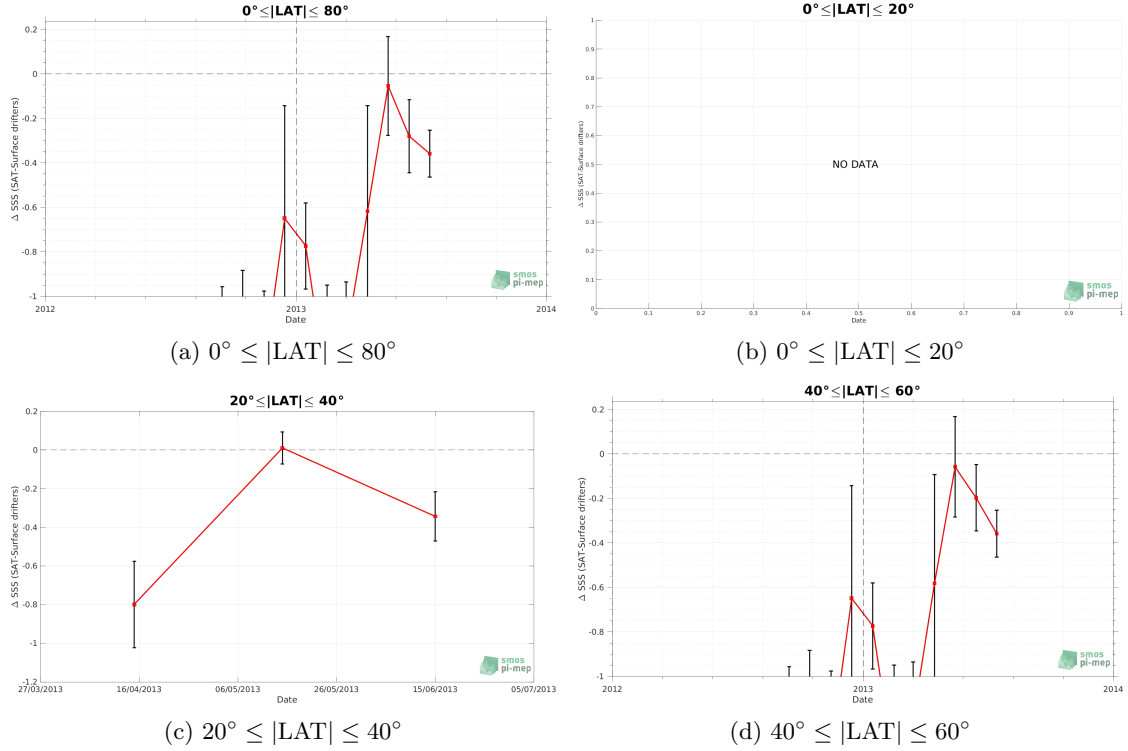 0°≤|LAT|≤ 80°
0.2
0
-0.2
-0.4
-0.6
-0.8
-1
Δ SSS (SAT-Surface drifters)
2012
2013
2014
Date
smos
pi-mep
(a) 0° ≤ |LAT| ≤ 80°
0°≤|LAT|≤ 20°
1
0.9
0.8
0.7
0.6
0.5
0.4
0.3
0.2
0.1
0
Δ SSS (SAT-Surface drifters)
NO DATA
0 0.1 0.2 0.3 0.4 0.5 0.6 0.7 0.8 0.9 1
Date
smos
pi-mep
(b) 0° ≤ |LAT| ≤ 20°
20°≤|LAT|≤ 40°
0.2
0
-0.2
-0.4
-0.6
-0.8
-1
-1.2
Δ SSS (SAT-Surface drifters)
27/03/2013 16/04/2013 06/05/2013 26/05/2013 15/06/2013 05/07/2013
Date
smos
pi-mep
(c) 20° ≤ |LAT| ≤ 40°
40°≤|LAT|≤ 60°
0.2
0
-0.2
-0.4
-0.6
-0.8
-1
Δ SSS (SAT-Surface drifters)
2012
2013
2014
Date
smos
pi-mep
(d) 40° ≤ |LAT| ≤ 60°